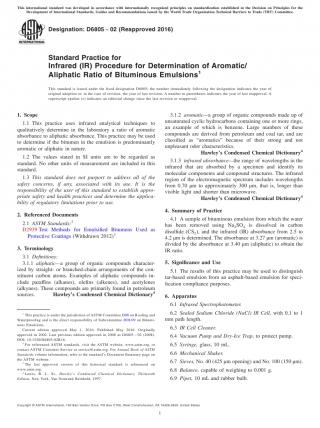 This international standard was developed in accordance with internationally recognized principles on standardization established in the Decision on Principles for the
Development of International Standards, Guides and Recommendations issued by the World Trade Organization Technical Barriers to Trade (TBT) Committee.
Designation: D6805 − 02 (Reapproved 2016)
Standard Practice for
Infrared (IR) Procedure for Determination of Aromatic/
Aliphatic Ratio of Bituminous Emulsions1
This standard is issued under the fixed designation D6805; the number immediately following the designation indicates the year of
original adoption or, in the case of revision, the year of last revision. A number in parentheses indicates the year of last reapproval. A
superscript epsilon (ε) indicates an editorial change since the last revision or reapproval.
1. Scope
1.1 This practice uses infrared analytical techniques to
qualitatively determine in the laboratory a ratio of aromatic
absorbance to aliphatic absorbance. This practice may be used
to determine if the bitumen in the emulsion is predominantly
aromatic or aliphatic in nature.
1.2 The values stated in SI units are to be regarded as
standard. No other units of measurement are included in this
standard.
1.3 This standard does not purport to address all of the
safety concerns, if any, associated with its use. It is the
responsibility of the user of this standard to establish appro-
priate safety and health practices and determine the applica-
bility of regulatory limitations prior to use.
2. Referenced Documents
2.1 ASTM Standards:2
D2939 Test Methods for Emulsified Bitumens Used as
Protective Coatings (Withdrawn 2012)3
3. Terminology
3.1 Definitions:
3.1.1 aliphatic—a group of organic compounds character-
ized by straight- or branched-chain arrangements of the con-
stituent carbon atoms. Examples of aliphatic compounds in-
clude paraffins (alkanes), olefins (alkenes), and acetylenes
(alkynes). These compounds are primarily found in petroleum
sources. Hawley's Condensed Chemical Dictionary4
1 This practice is under the jurisdiction of ASTM Committee D08 on Roofing and
Waterproofing and is the direct responsibility of Subcommittee D08.09 on Bitumi-
nous Emulsions.
Current edition approved May 1, 2016. Published May 2016. Originally
approved in 2002. Last previous edition approved in 2008 as D6805 – 02 (2008).
DOI: 10.1520/D6805-02R16.
2 For referenced ASTM standards, visit the ASTM website, www.astm.org, or
contact ASTM Customer Service at service@astm.org. For Annual Book of ASTM
Standards volume information, refer to the standard's Document Summary page on
the ASTM website.
3 The last approved version of this historical standard is referenced on
www.astm.org.
4 Lewis, R. J., Sr., Hawley's Condensed Chemical Dictionary, Thirteenth
Edition, New York, Van Nostrand Reinhold, 1997.
3.1.2 aromatic—a group of organic compounds made up of
unsaturated cyclic hydrocarbons containing one or more rings,
an example of which is benzene. Large numbers of these
compounds are derived from petroleum and coal tar, and are
classified as "aromatic" because of their strong and not
unpleasant odor characteristics.
Hawley's Condensed Chemical Dictionary4
3.1.3 infrared absorbance—the range of wavelengths in the
infrared that are absorbed by a specimen and identify its
molecular components and compound structures. The infrared
region of the electromagnetic spectrum includes wavelengths
from 0.78 µm to approximately 300 µm, that is, longer than
visible light and shorter than microwave.
Hawley's Condensed Chemical Dictionary4
4. Summary of Practice
4.1 A sample of bituminous emulsion from which the water
has been removed using Na2SO4 is dissolved in carbon
disulfide (CS2), and the infrared (IR) absorbance from 2.5 to
4.2 µm is determined. The absorbance at 3.27 µm (aromatic) is
divided by the absorbance at 3.40 µm (aliphatic) to obtain the
IR ratio.
5. Significance and Use
5.1 The results of this practice may be used to distinguish
tar-based emulsion from an asphalt-based emulsion for speci-
fication compliance purposes.
6. Apparatus
6.1 Infrared Spectrophotometer.
6.2 Sealed Sodium Chloride (NaCl) IR Cell, with 0.1 to 1
mm path length.
6.3 IR Cell Cleaner.
6.4 Vacuum Pump and Dry-Ice Trap, to protect pump.
6.5 Syringe, glass, 10 mL.
6.6 Mechanical Shaker.
6.7 Sieves, No. 40 (425 µm opening) and No. 100 (150 µm).
6.8 Balance, capable of weighing to 0.001 g.
6.9 Pipet, 10 mL and rubber bulb.
Copyright © ASTM International, 100 Barr Harbor Drive, PO Box C700, West Conshohocken, PA 19428-2959. United States
1